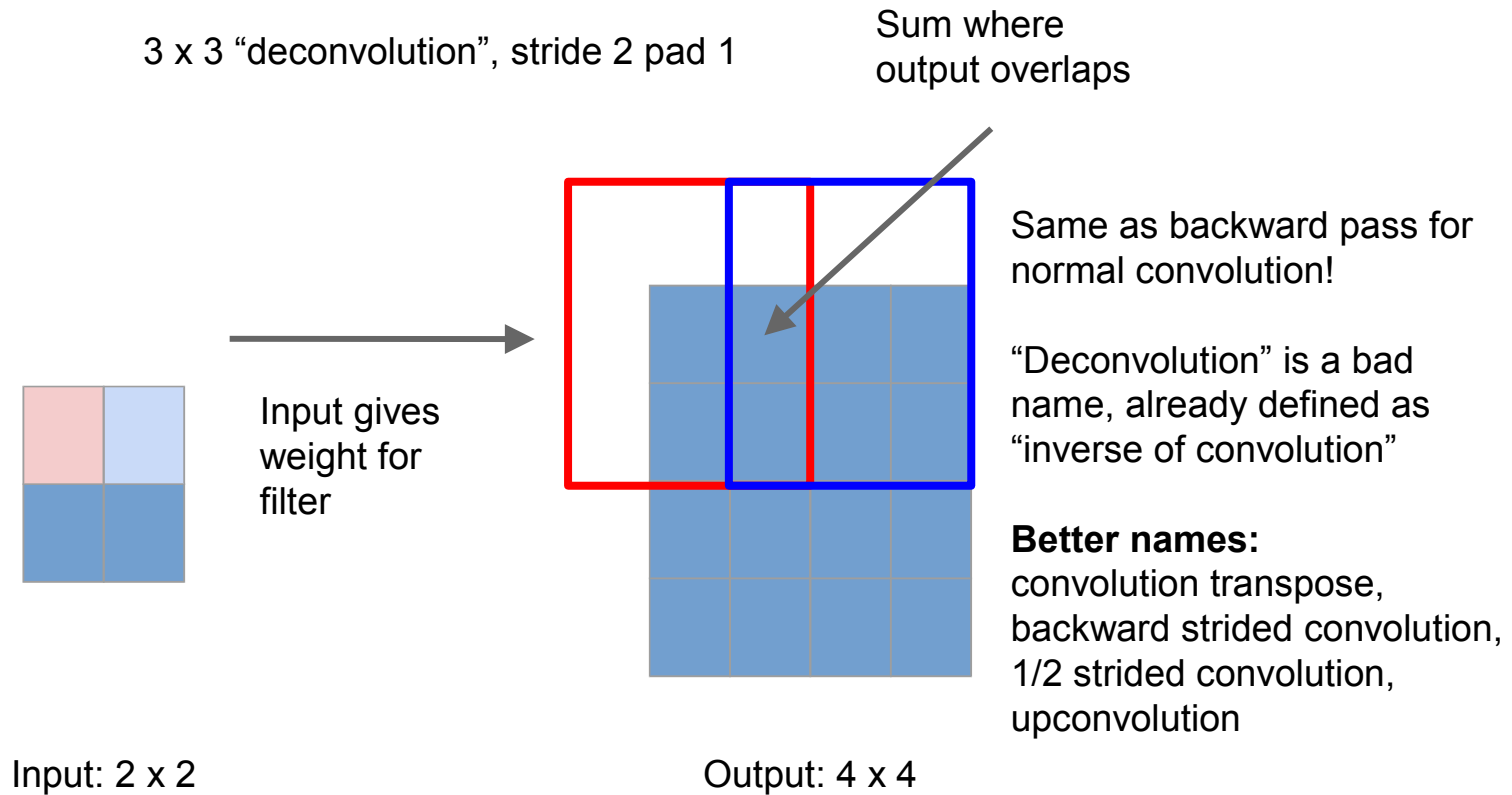 3 x 3 “deconvolution”, stride 2 pad 1
Sum where
output overlaps
Input gives
weight for
filter
Same as backward pass for
normal convolution!
“Deconvolution” is a bad
name, already defined as
“inverse of convolution”
Better names:
convolution transpose,
backward strided convolution,
1/2 strided convolution,
upconvolution
Input: 2 x 2
Output: 4 x 4